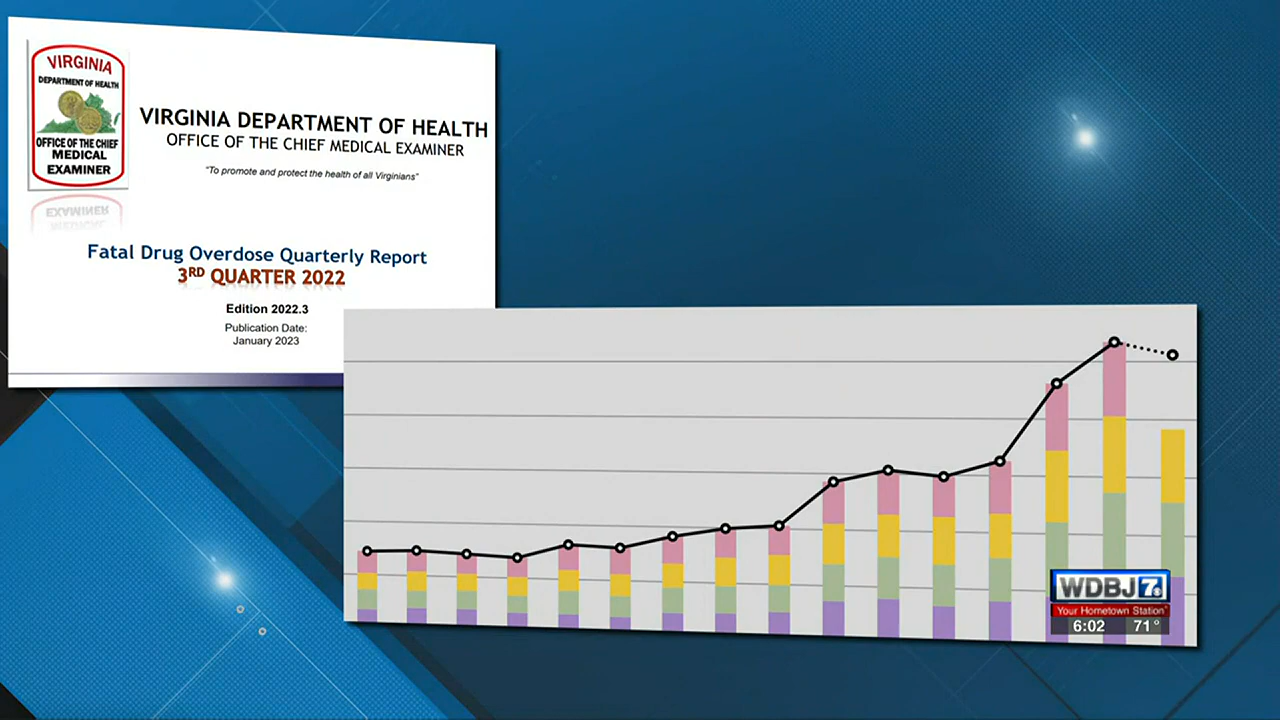 VIRGINIA
DEPARTMENT OF HEALTH
OFFICE OF THE CHIEF
MEDICAL
EXAMINER
VIRGINIA DEPARTMENT OF HEALTH
OFFICE OF THE CHIEF MEDICAL EXAMINER
"To promote and protect the health of all Virginians"
Fatal Drug Overdose Quarterly Report
3RD QUARTER 2022
Edition 2022.3
Publication Date:
January 2023
WDBJ7
Your Hometown Station
6:02 71°